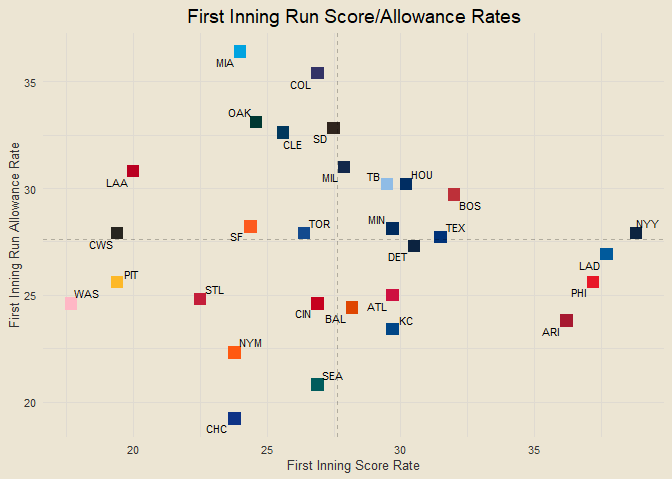 First Inning Run Score/Allowance Rates
MIA
COL
35
OAK
SD
CLE
MIL
TB
HOU
LAA
30
BOS
MIN
TOR
TEX
NYY
SF
CWS
DET
LAD
PIT
PHI
WAS
STL
25
CIN
BAL
ATL
KC
ARI
NYM
SEA
20
CHC
20
25
30
35
First Inning Score Rate
First Inning Run Allowance Rate